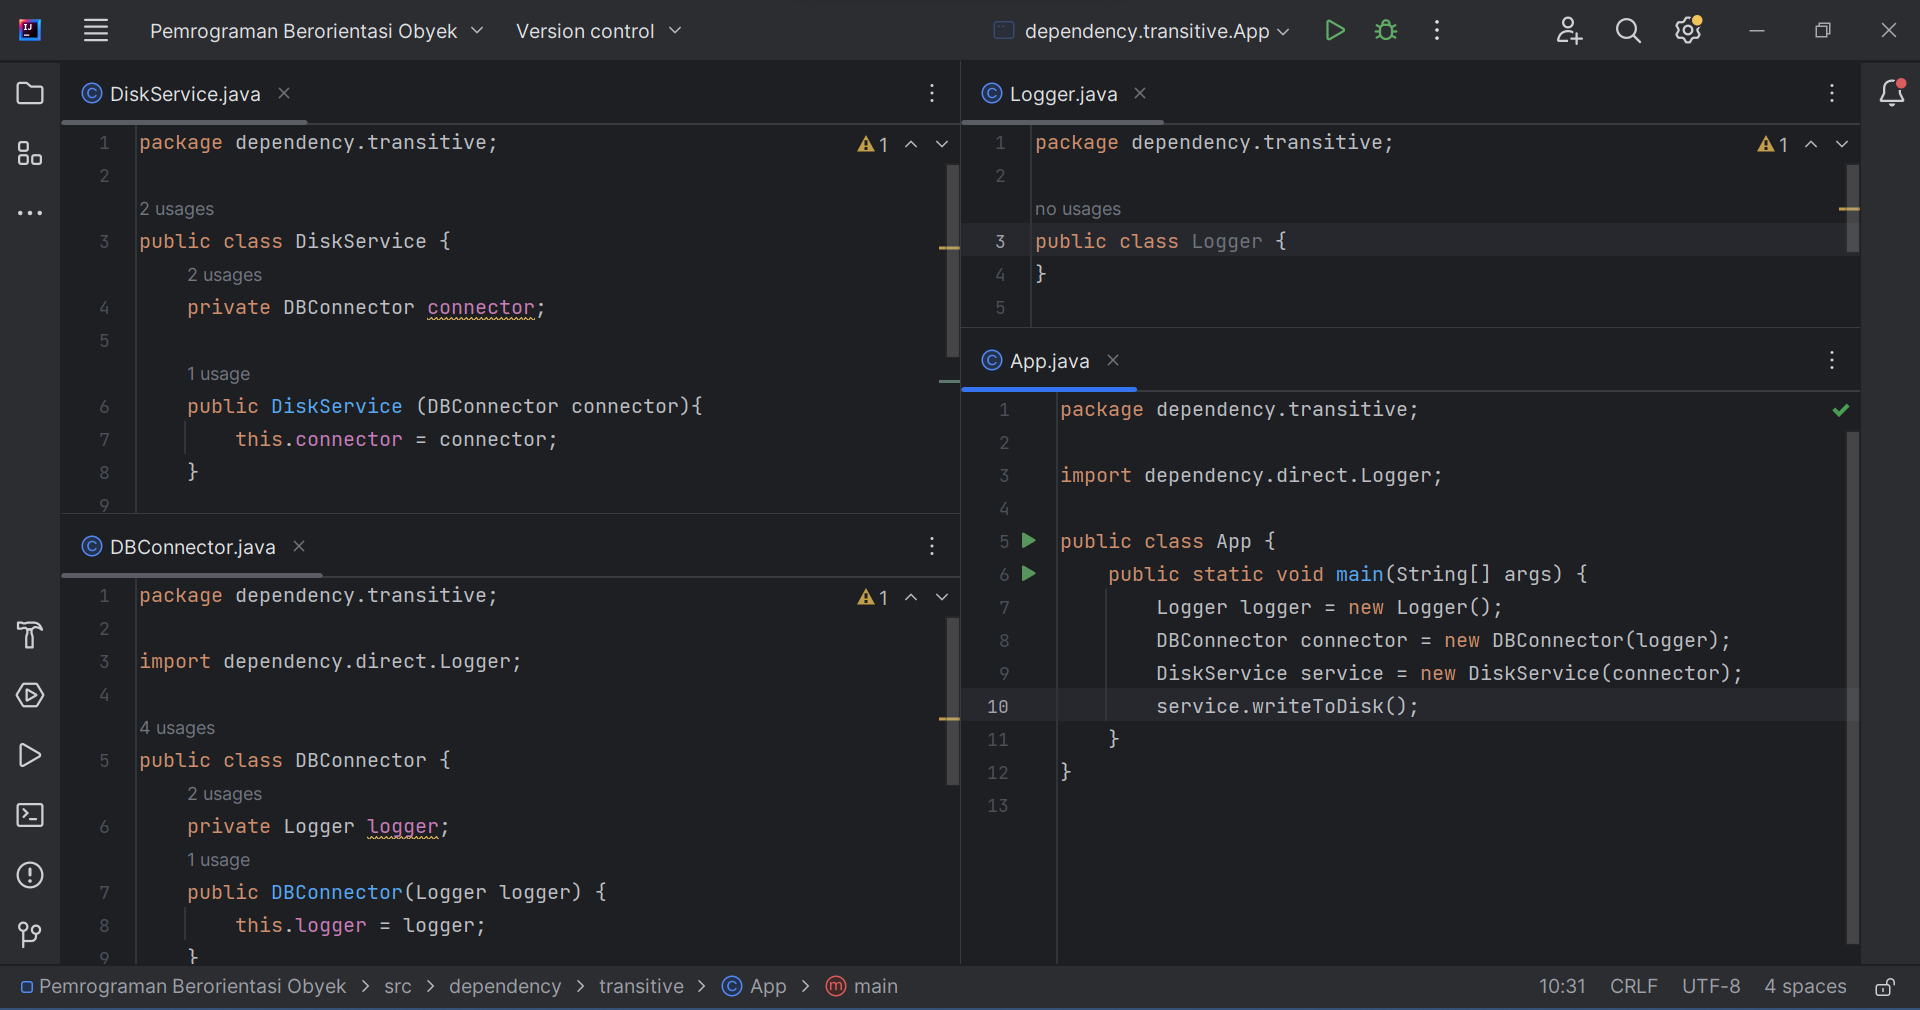 Pemrograman Berorientasi Obyek Version control dependency.transitive.App
DiskService.java
1 package dependency.transitive; 1
2
2 usages
3 public class DiskService {
2 usages
4 private DBConnector connector;
5
1 usage
6 public DiskService (DBConnector connector){
7 this.connector = connector;
8 }
9
DBConnector.java
1 package dependency.transitive; 1
2
3 import dependency.direct.Logger;
4
4 usages
5 public class DBConnector {
2 usages
6 private Logger logger;
1 usage
7 public DBConnector(Logger logger) {
8 this.logger = logger;
9 }
Logger.java
1 package dependency.transitive; 1
2
no usages
3 public class Logger {
4 }
5
App.java
1 package dependency.transitive;
2
3 import dependency.direct.Logger;
4
5 public class App {
6 public static void main(String[] args) {
7 Logger logger = new Logger();
8 DBConnector connector = new DBConnector(logger);
9 DiskService service = new DiskService(connector);
10 service.writeToDisk();
11 }
12 }
13
Pemrograman Berorientasi Obyek > src > dependency > transitive > App > main 10:31 CRLF UTF-8 4 spaces